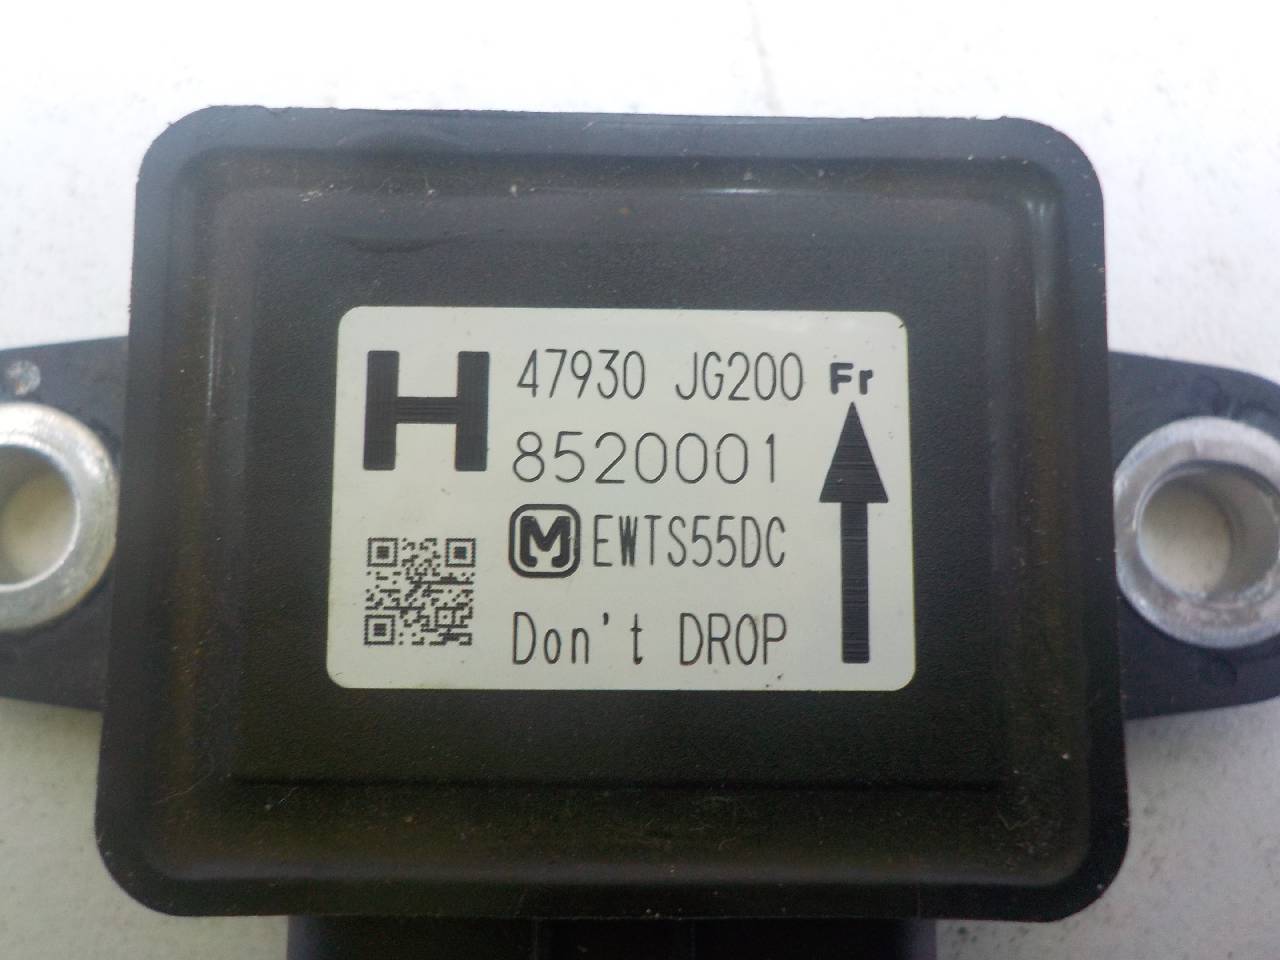 H 47930 JG200 Fr
8520001
M EWTS55DC
Don't DROP